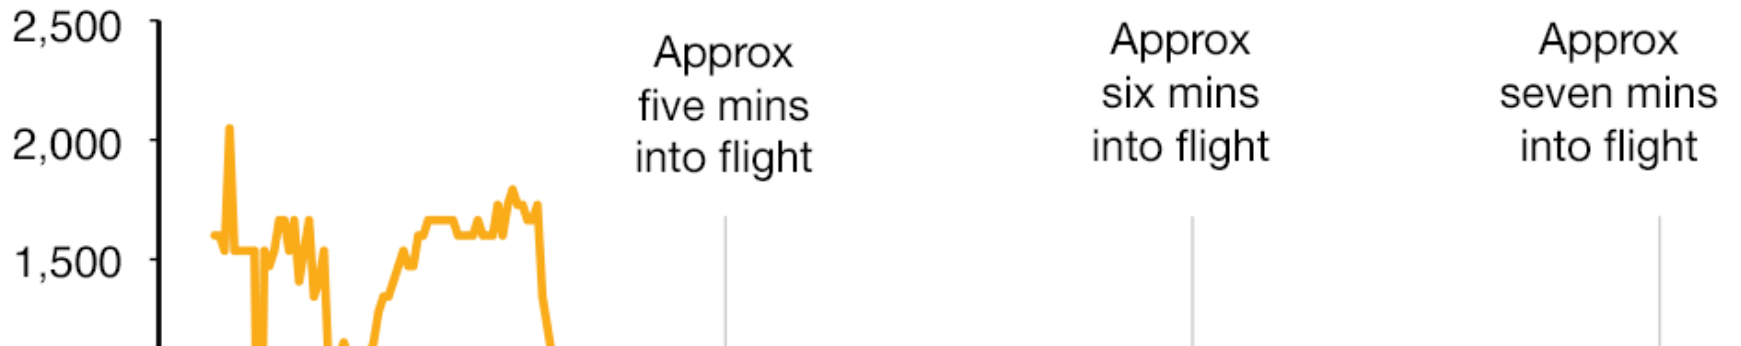 2,500
2,000
1,500
Approx
five mins
into flight
Approx
six mins
into flight
Approx
seven mins
into flight